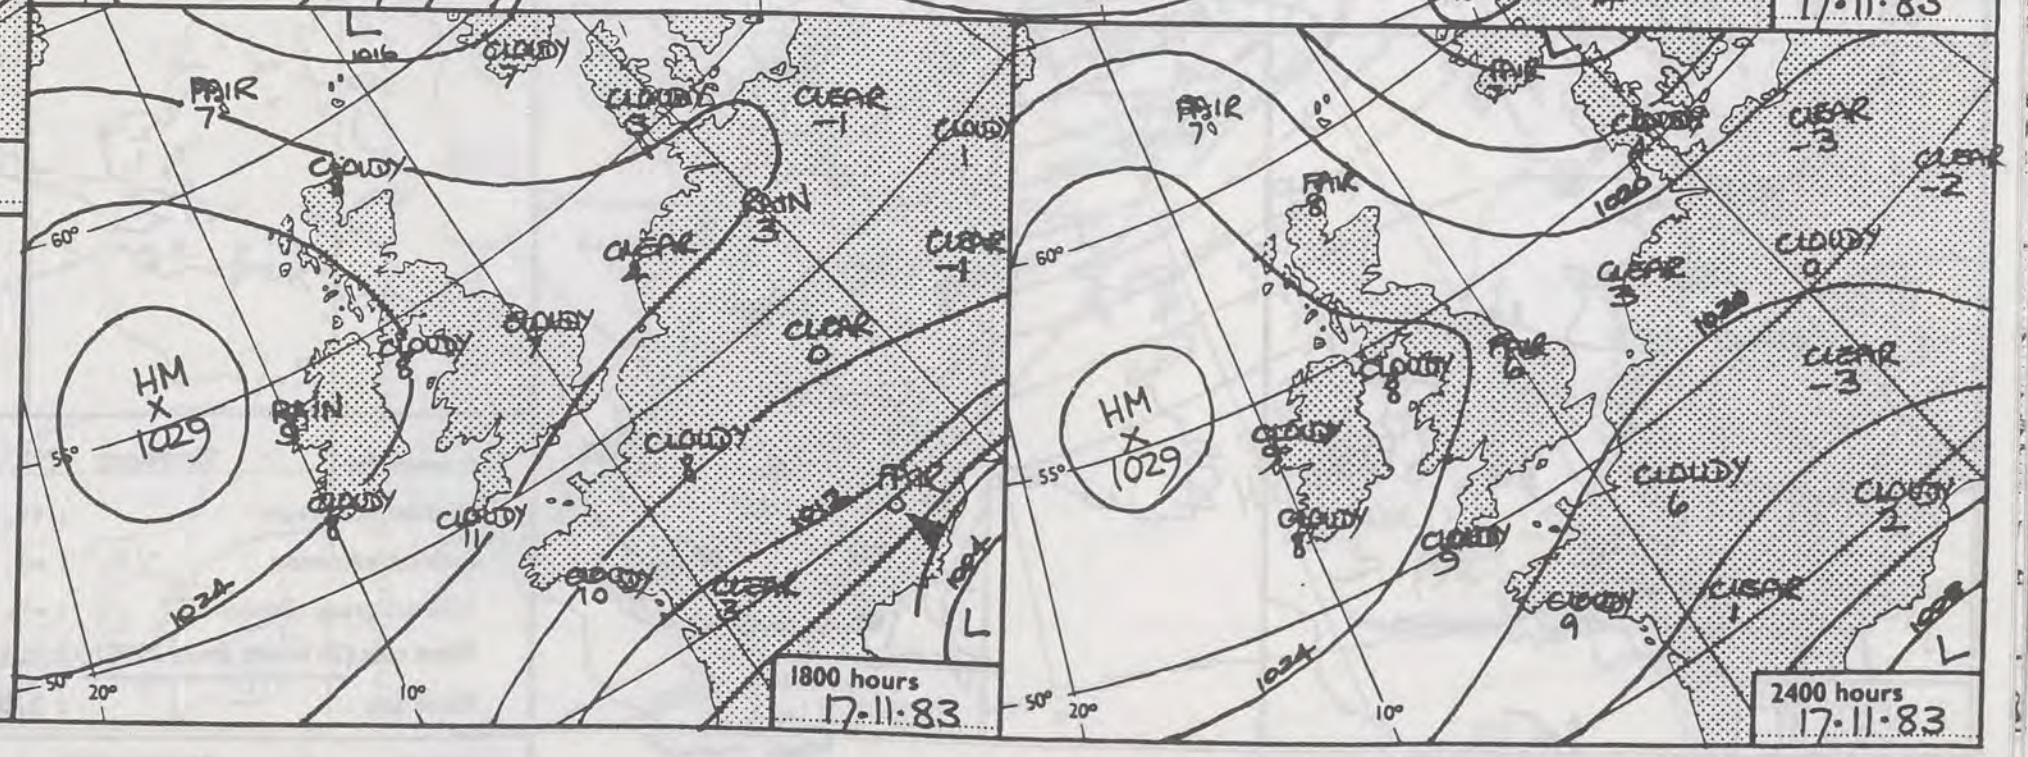 17.11.83
L
1016
CLOUDY
7
FAIR
7°
CLOUDY
CLEAR
-1
CLOUDY
1
CLOUDY
60°
RAIN
3
CLEAR
CLEAR
-1
CLOUDY
CLOUDY
8
CLEAR
0
HM
X
1029
55°
RAIN
9
CLOUDY
8
CLOUDY
CLOUDY
11
FAIR
8
1012
1024
CLOUDY
10
CLEAR
3
1004
L
50°
20°
10°
1800 hours
17.11.83
L
FAIR
FAIR
7°
CLOUDY
CLEAR
-3
CLEAR
-2
FAIR
8
1020
60°
CLEAR
3
CLOUDY
0
1020
CLOUDY
8
FAIR
6
CLEAR
-3
HM
X
1029
55°
CLOUDY
9
CLOUDY
6
CLOUDY
2
CLOUDY
8
CLOUDY
9
CLOUDY
9
CLEAR
1
1024
L
50°
20°
10°
2400 hours
17.11.83